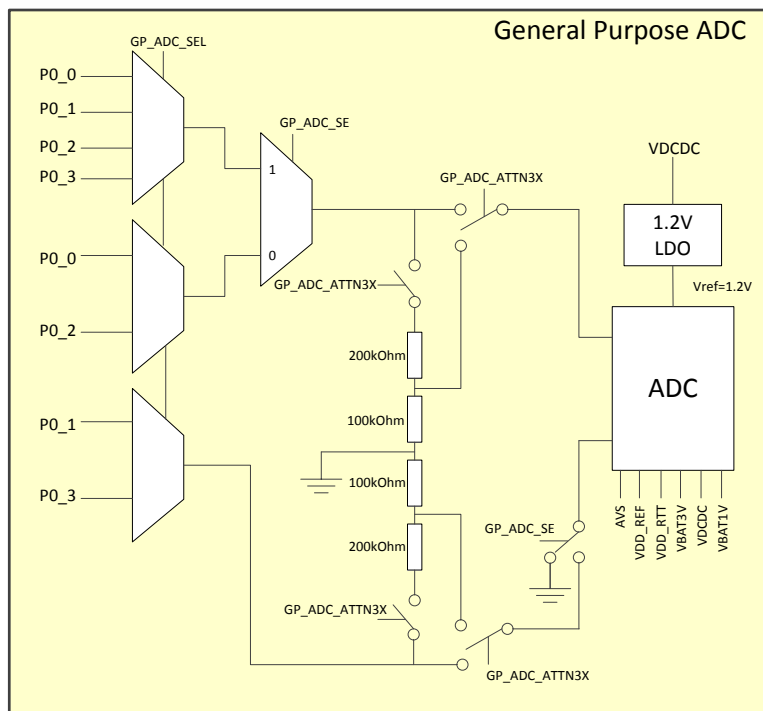 General Purpose ADC
GP_ADC_SEL
P0_0
P0_1
P0_2
P0_3
GP_ADC_SE
1
0
GP_ADC_ATTN3X
VDCDC
1.2V
LDO
Vref=1.2V
P0_0
P0_2
GP_ADC_ATTN3X
200kOhm
ADC
100kOhm
P0_1
P0_3
100kOhm
200kOhm
AVS
VDD_REF
VDD_RTT
VBAT3V
VDCDC
VBAT1V
GP_ADC_SE
GP_ADC_ATTN3X
GP_ADC_ATTN3X